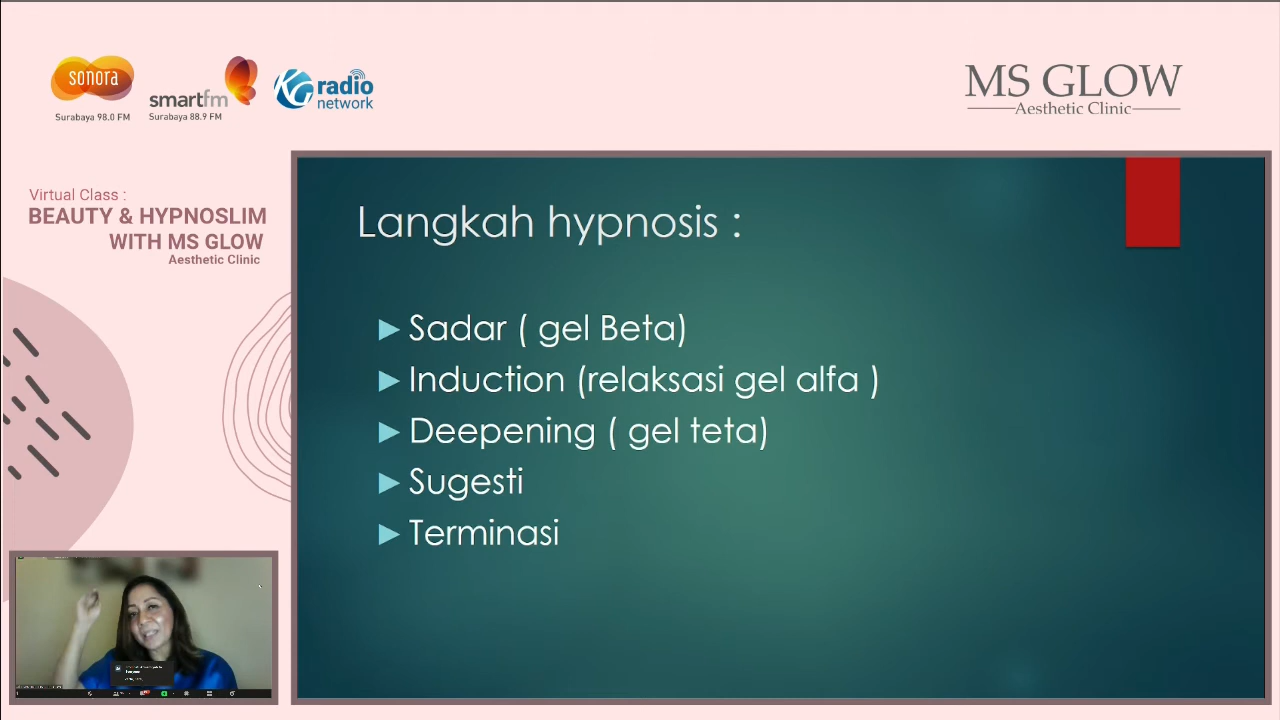 sonora
Surabaya 98.0 FM
smartfm
Surabaya 88.9 FM
KG radio
network
MS GLOW
Aesthetic Clinic
Virtual Class :
BEAUTY & HYPNOSLIM
WITH MS GLOW
Aesthetic Clinic
Langkah hypnosis :
Sadar ( gel Beta)
Induction (relaksasi gel alfa )
Deepening ( gel teta)
Sugesti
Terminasi